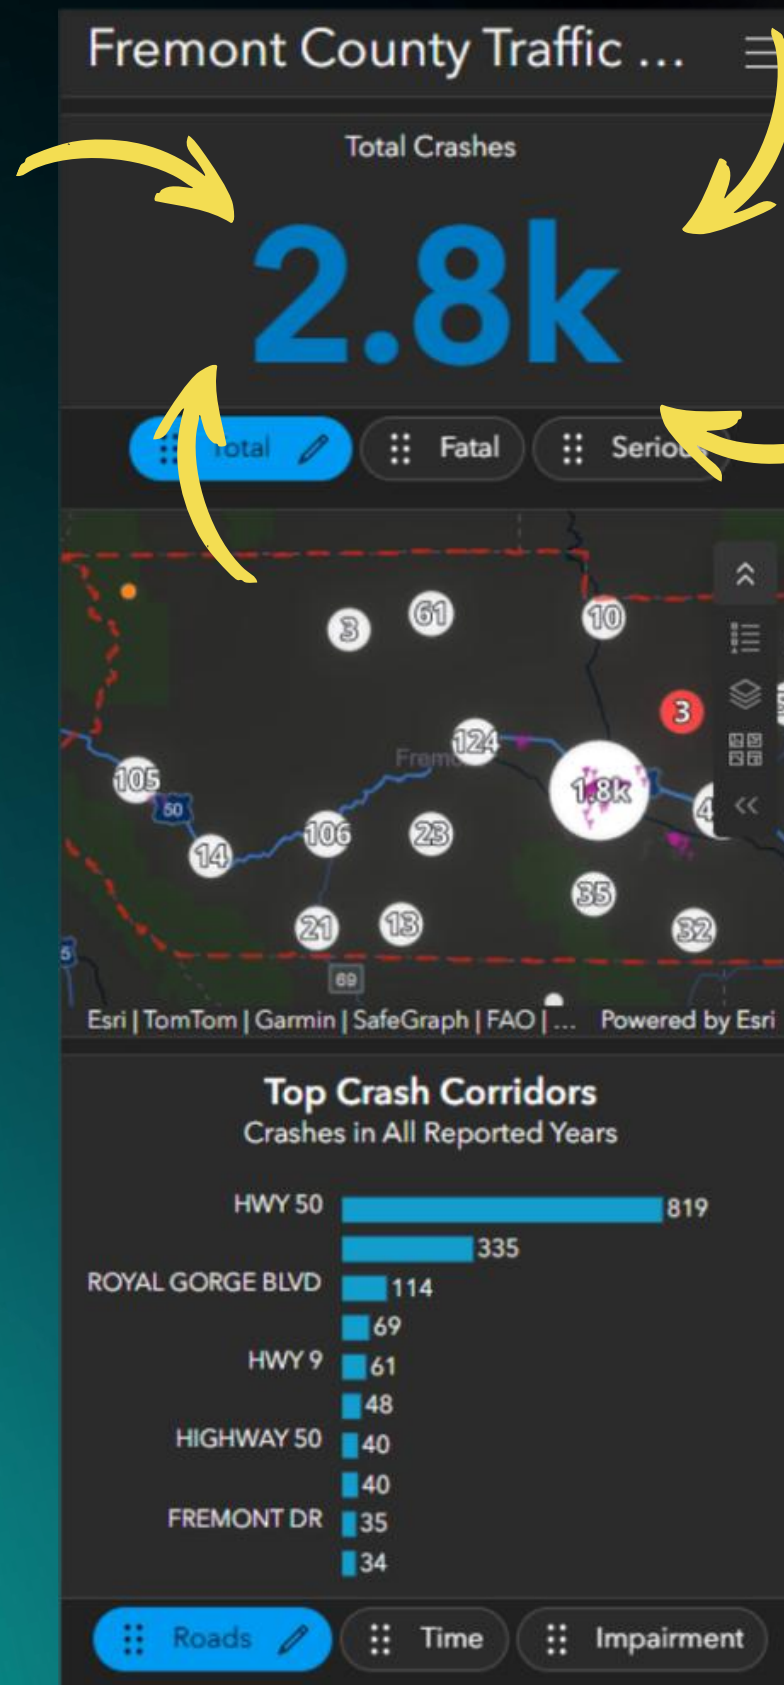 Fremont County Traffic ...
Total Crashes
2.8k
Total Fatal
3 61 10
3
124
105 1.8k
50
14 106 23
35
21 13 32
69
Esri | TomTom | Garmin | SafeGraph | FAO | ... Powered by Esri
Top Crash Corridors
Crashes in All Reported Years
HWY 50 819
335
ROYAL GORGE BLVD 114
69
HWY 9 61
48
HIGHWAY 50 40
40
FREMONT DR 35
34
Roads Time Impairment